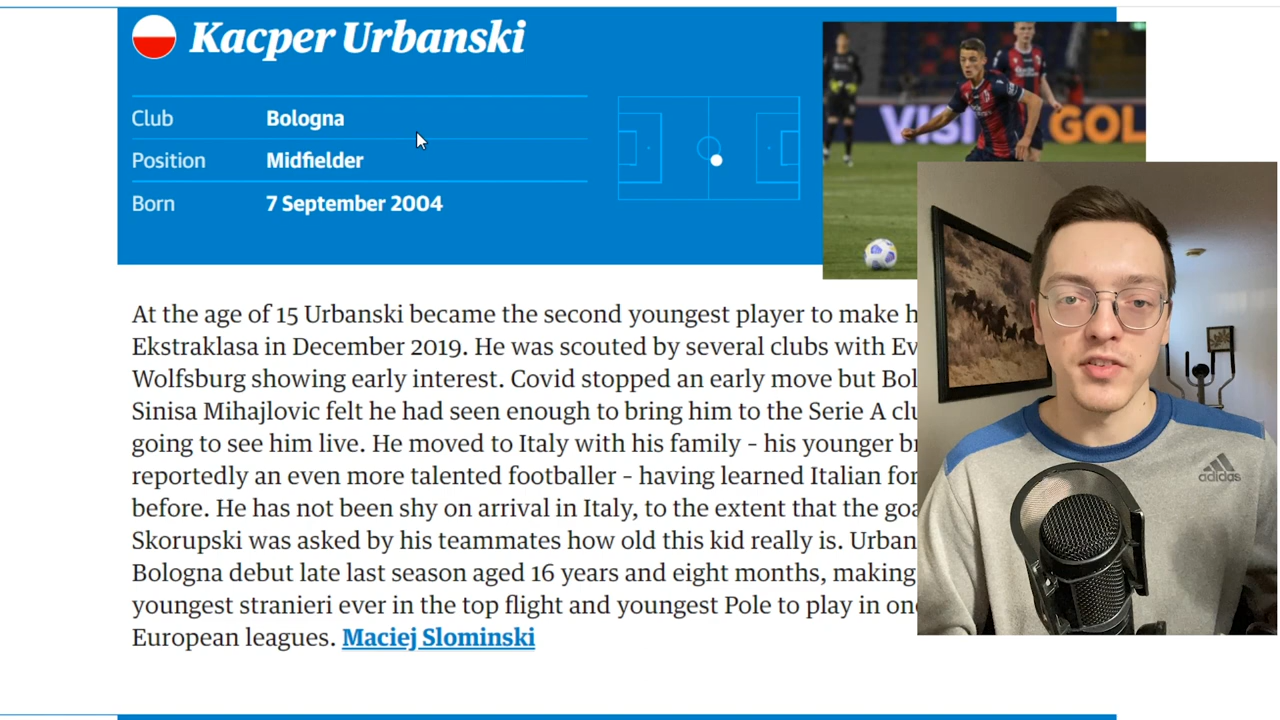 Kacper Urbanski
Club Bologna
Position Midfielder
Born 7 September 2004
VISI GOL
At the age of 15 Urbanski became the second youngest player to make h
Ekstraklasa in December 2019. He was scouted by several clubs with Ev
Wolfsburg showing early interest. Covid stopped an early move but Bol
Sinisa Mihajlovic felt he had seen enough to bring him to the Serie A clu
going to see him live. He moved to Italy with his family – his younger br
reportedly an even more talented footballer – having learned Italian for
before. He has not been shy on arrival in Italy, to the extent that the goa
Skorupski was asked by his teammates how old this kid really is. Urban
Bologna debut late last season aged 16 years and eight months, making
youngest stranieri ever in the top flight and youngest Pole to play in one
European leagues. Maciej Slominski
adidas